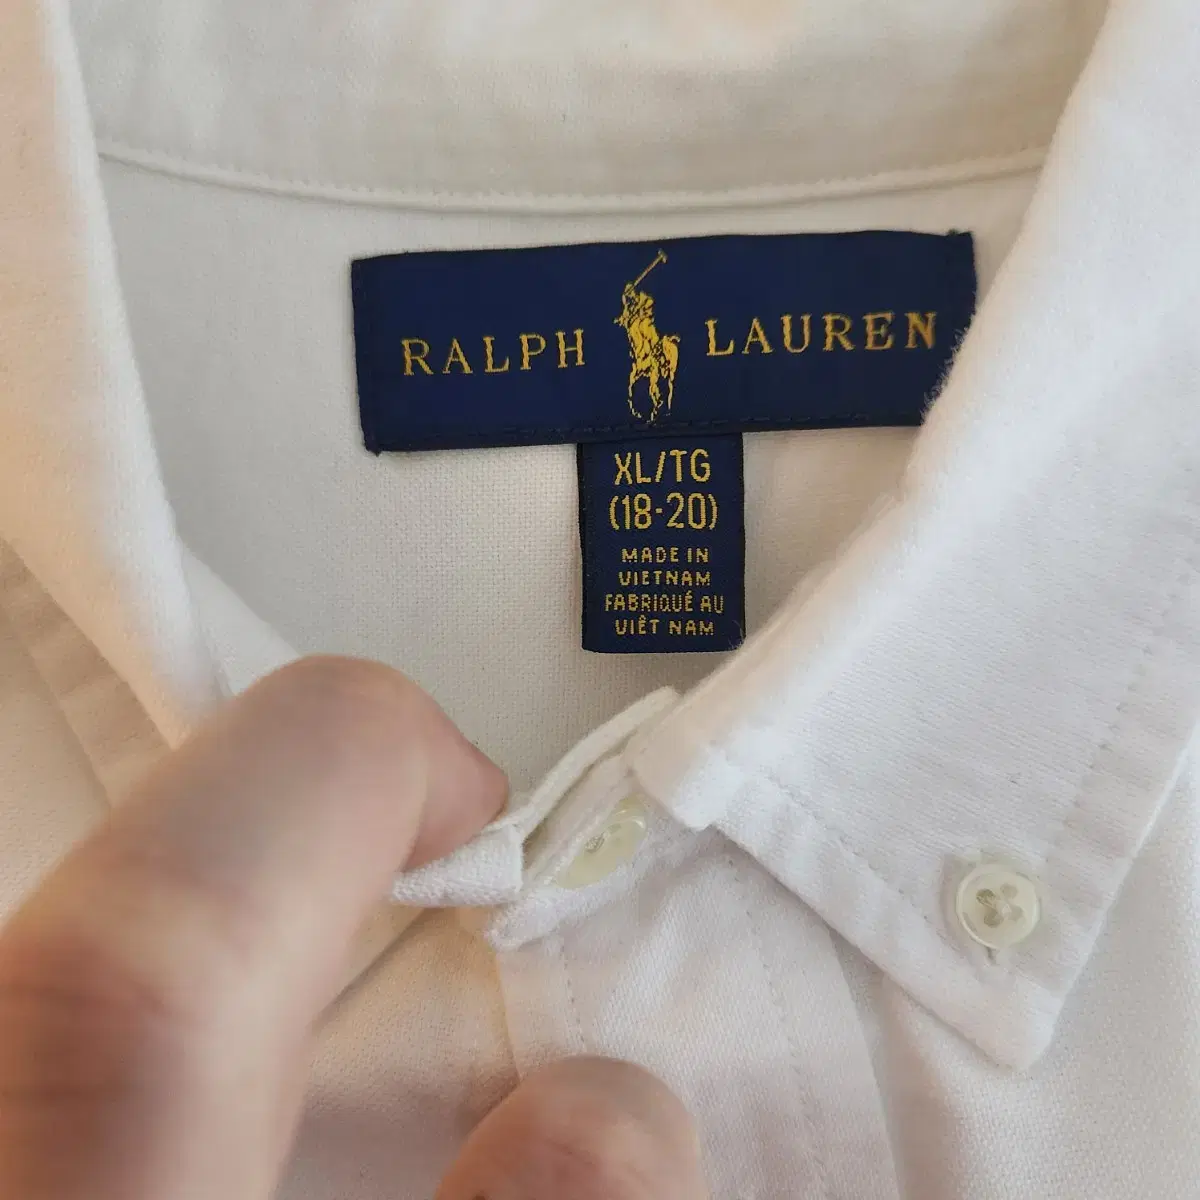 RALPH LAUREN
XL/TG
(18-20)
MADE IN
VIETNAM
FABRIQUÉ AU
VIÊT NAM